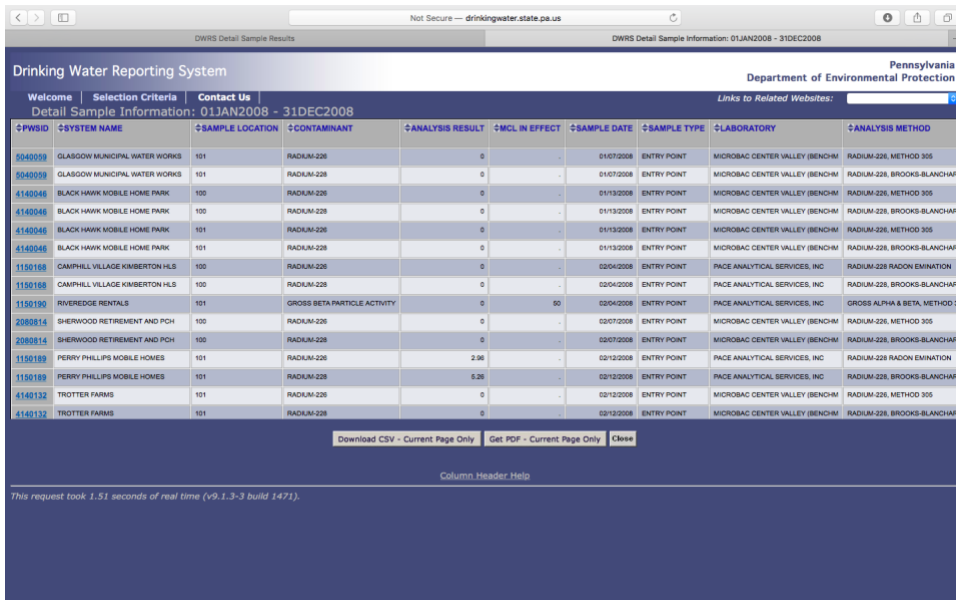 Not Secure — drinkingwater.state.pa.us
DWRS Detail Sample Results
DWRS Detail Sample Information: 01JAN2008 - 31DEC2008
Drinking Water Reporting System
Pennsylvania
Department of Environmental Protection
Welcome | Selection Criteria | Contact Us |
Links to Related Websites:
Detail Sample Information: 01JAN2008 - 31DEC2008
PWSID SYSTEM NAME SAMPLE LOCATION CONTAMINANT ANALYSIS RESULT MCL IN EFFECT SAMPLE DATE SAMPLE TYPE LABORATORY ANALYSIS METHOD
5040059 GLASGOW MUNICIPAL WATER WORKS 101 RADIUM-226 0 . 01/07/2008 ENTRY POINT MICROBAC CENTER VALLEY (BENCHM RADIUM-226, METHOD 305
5040059 GLASGOW MUNICIPAL WATER WORKS 101 RADIUM-228 0 . 01/07/2008 ENTRY POINT MICROBAC CENTER VALLEY (BENCHM RADIUM-228, BROOKS-BLANCHAR
4140046 BLACK HAWK MOBILE HOME PARK 100 RADIUM-226 0 . 01/13/2008 ENTRY POINT MICROBAC CENTER VALLEY (BENCHM RADIUM-226, METHOD 305
4140046 BLACK HAWK MOBILE HOME PARK 100 RADIUM-228 0 . 01/13/2008 ENTRY POINT MICROBAC CENTER VALLEY (BENCHM RADIUM-228, BROOKS-BLANCHAR
4140046 BLACK HAWK MOBILE HOME PARK 101 RADIUM-226 0 . 01/13/2008 ENTRY POINT MICROBAC CENTER VALLEY (BENCHM RADIUM-226, METHOD 305
4140046 BLACK HAWK MOBILE HOME PARK 101 RADIUM-228 0 . 01/13/2008 ENTRY POINT MICROBAC CENTER VALLEY (BENCHM RADIUM-228, BROOKS-BLANCHAR
1150168 CAMPHILL VILLAGE KIMBERTON HLS 100 RADIUM-226 0 . 02/04/2008 ENTRY POINT PACE ANALYTICAL SERVICES, INC RADIUM-228 RADON EMINATION
1150168 CAMPHILL VILLAGE KIMBERTON HLS 100 RADIUM-228 0 . 02/04/2008 ENTRY POINT PACE ANALYTICAL SERVICES, INC RADIUM-228, BROOKS-BLANCHAR
1150190 RIVEREDGE RENTALS 101 GROSS BETA PARTICLE ACTIVITY 0 50 02/04/2008 ENTRY POINT PACE ANALYTICAL SERVICES, INC GROSS ALPHA & BETA, METHOD
2080814 SHERWOOD RETIREMENT AND PCH 100 RADIUM-226 0 . 02/07/2008 ENTRY POINT MICROBAC CENTER VALLEY (BENCHM RADIUM-226, METHOD 305
2080814 SHERWOOD RETIREMENT AND PCH 100 RADIUM-228 0 . 02/07/2008 ENTRY POINT MICROBAC CENTER VALLEY (BENCHM RADIUM-228, BROOKS-BLANCHAR
1150189 PERRY PHILLIPS MOBILE HOMES 101 RADIUM-226 2.98 . 02/12/2008 ENTRY POINT PACE ANALYTICAL SERVICES, INC RADIUM-228 RADON EMINATION
1150189 PERRY PHILLIPS MOBILE HOMES 101 RADIUM-228 5.26 . 02/12/2008 ENTRY POINT PACE ANALYTICAL SERVICES, INC RADIUM-228, BROOKS-BLANCHAR
4140132 TROTTER FARMS 101 RADIUM-226 0 . 02/12/2008 ENTRY POINT MICROBAC CENTER VALLEY (BENCHM RADIUM-226, METHOD 305
4140132 TROTTER FARMS 101 RADIUM-228 0 . 02/12/2008 ENTRY POINT MICROBAC CENTER VALLEY (BENCHM RADIUM-228, BROOKS-BLANCHAR
Download CSV - Current Page Only Get PDF - Current Page Only Close
Column Header Help
This request took 1.51 seconds of real time (v9.1.3-3 build 1471).